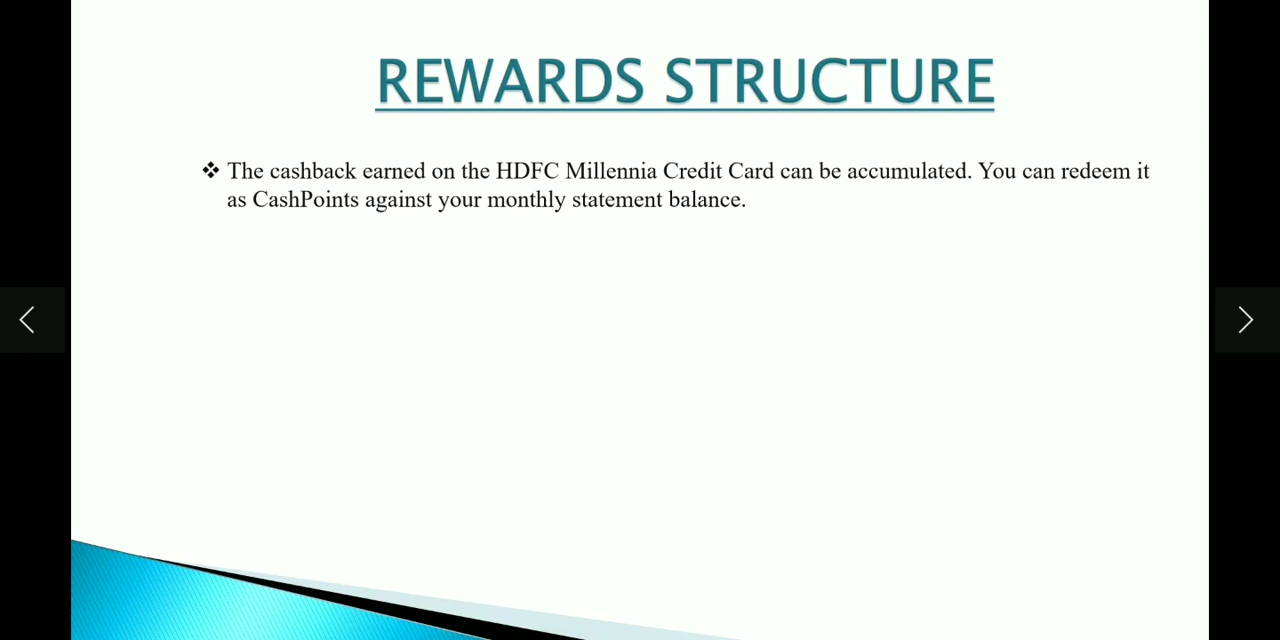 REWARDS STRUCTURE
❖ The cashback earned on the HDFC Millennia Credit Card can be accumulated. You can redeem it
as CashPoints against your monthly statement balance.